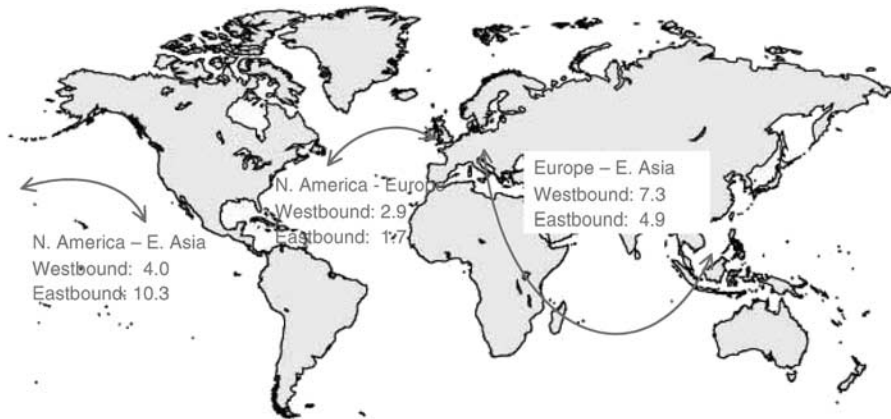 N. America – E. Asia
Westbound: 4.0
Eastbound: 10.3
N. America - Europe
Westbound: 2.9
Eastbound: 1.7
Europe – E. Asia
Westbound: 7.3
Eastbound: 4.9